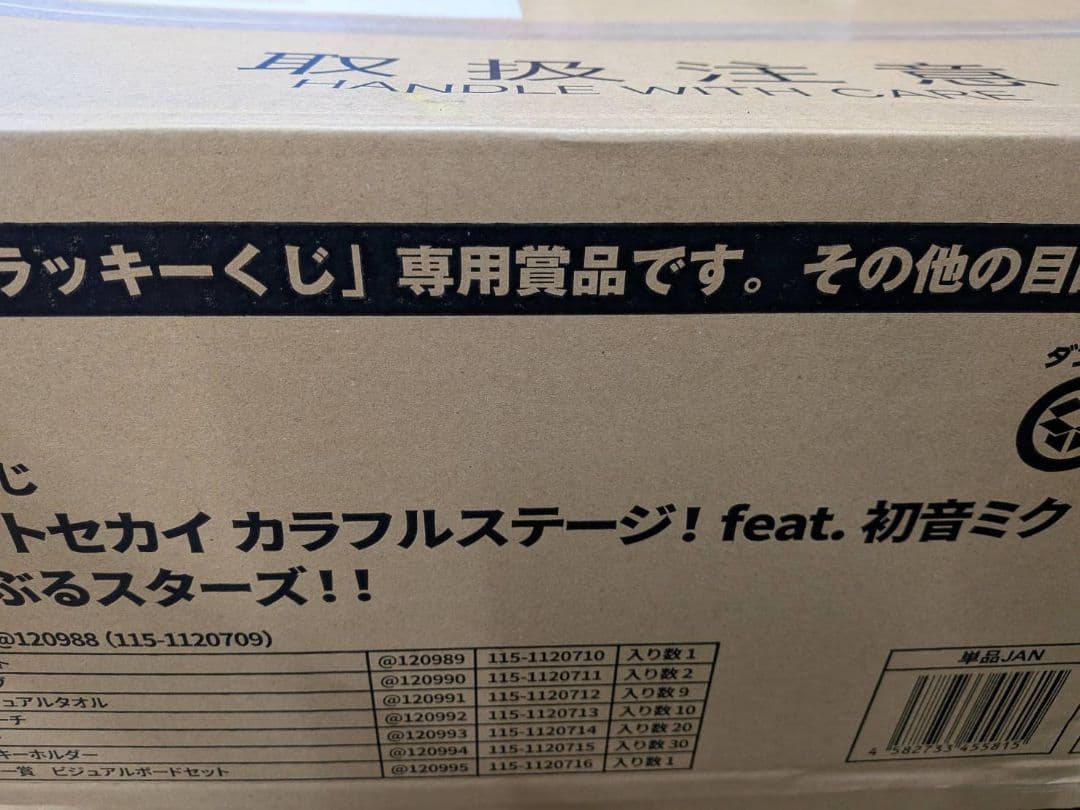 取扱注意
HANDLE WITH CARE
ラッキーくじ」専用賞品です。その他の目
ダ
じ
トセカイ カラフルステージ! feat. 初音ミク
ぶるスターズ!!
@120988 (115-1120709)
ト @120989 115-1120710 入り数 1
@120990 115-1120711 入り数 2
ュアルタオル @120991 115-1120712 入り数 9
ーチ @120992 115-1120713 入り数 10
@120993 115-1120714 入り数 20
キーホルダー @120994 115-1120715 入り数 30
ー賞 ビジュアルボードセット @120995 115-1120716 入り数 1
単品JAN
4 582733 455815